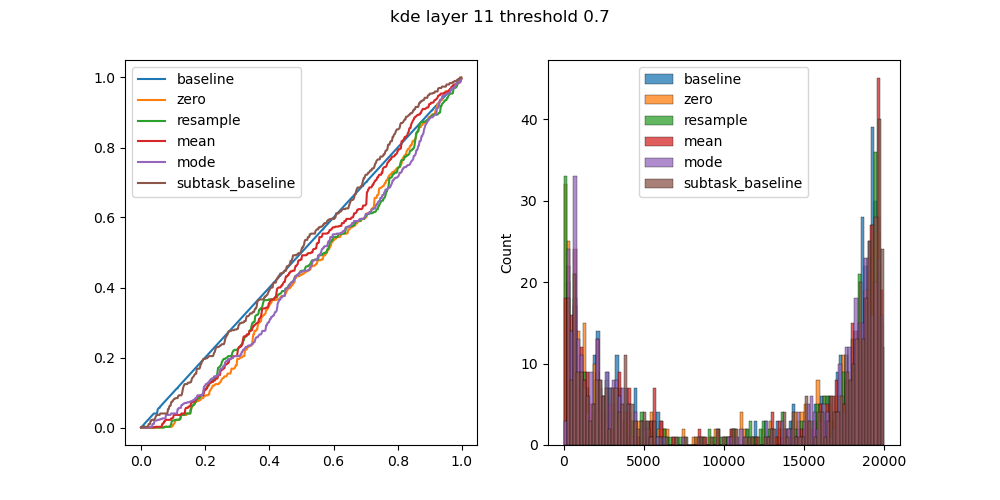 kde layer 11 threshold 0.7
baseline
zero
resample
mean
mode
subtask_baseline
1.0
0.8
0.6
0.4
0.2
0.0
0.0 0.2 0.4 0.6 0.8 1.0
baseline
zero
resample
mean
mode
subtask_baseline
Count
40
30
20
10
0
0 5000 10000 15000 20000